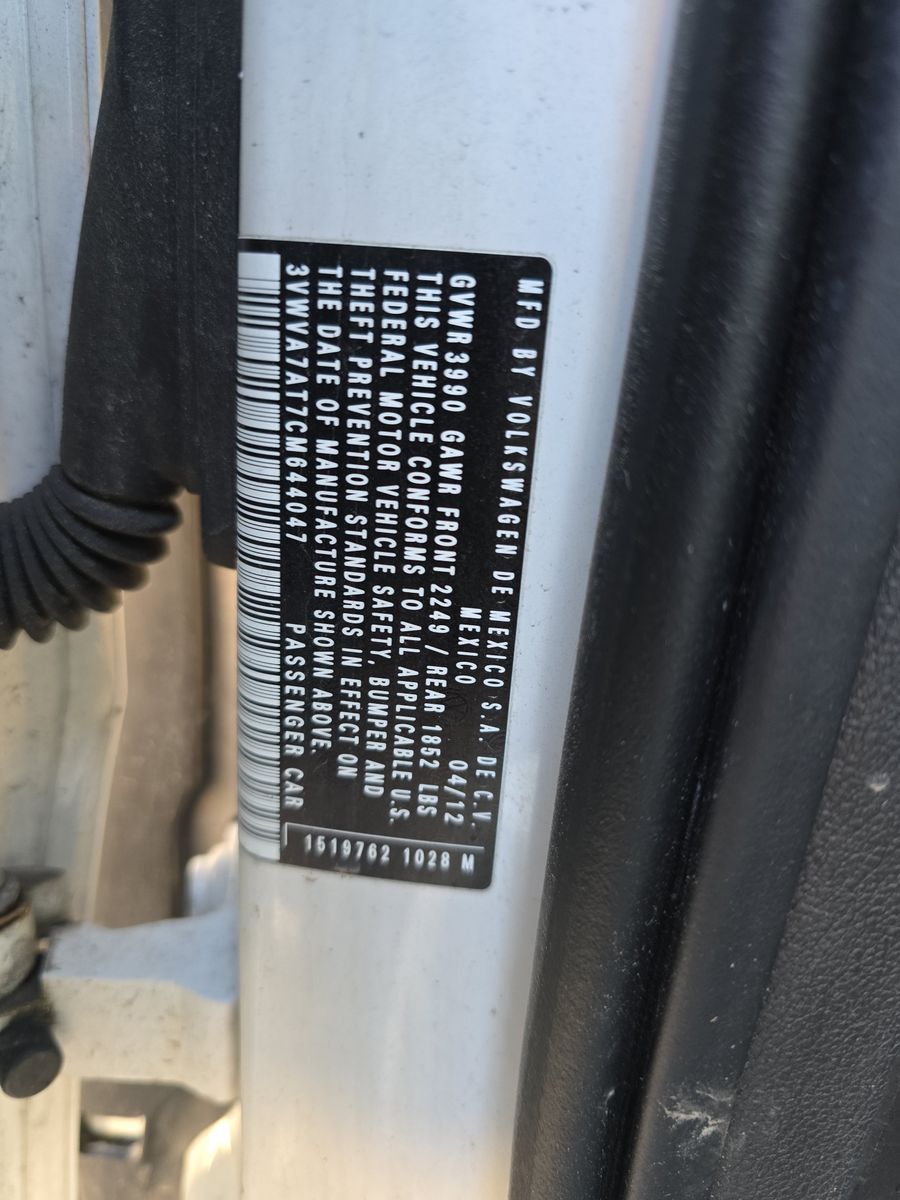 MFD BY VOLKSWAGEN DE MEXICO S.A. DE C.V.
MEXICO 04/12
GVWR 3990 GAWR FRONT 2249 / REAR 1852 LBS
THIS VEHICLE CONFORMS TO ALL APPLICABLE U.S.
FEDERAL MOTOR VEHICLE SAFETY, BUMPER AND
THEFT PREVENTION STANDARDS IN EFFECT ON
THE DATE OF MANUFACTURE SHOWN ABOVE.
3VWVA7AT7CM644047 PASSENGER CAR
1519762 1028 M